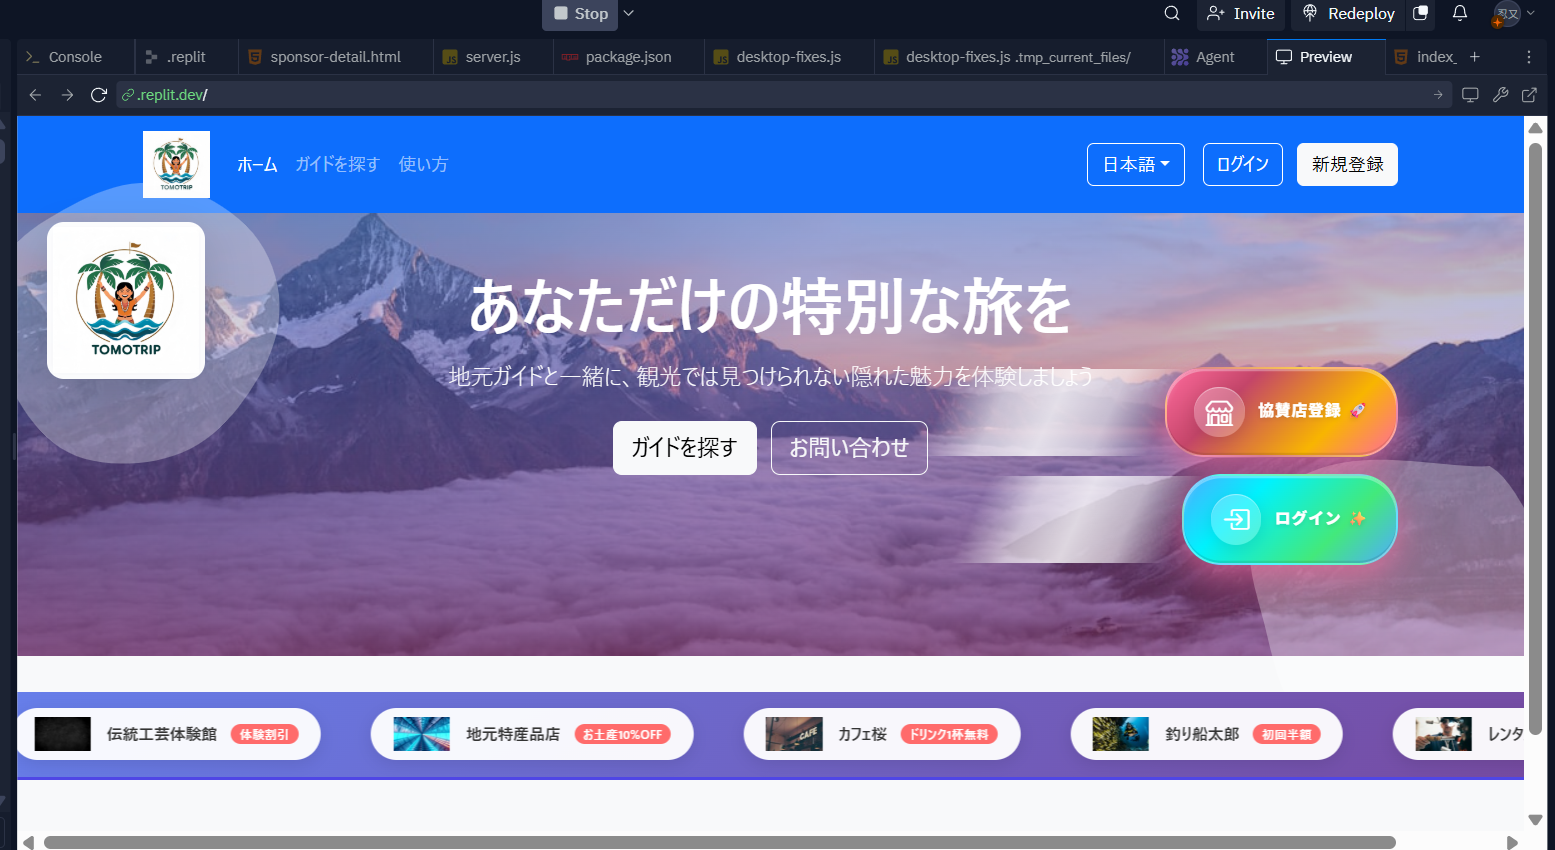 Stop
Invite
Redeploy
Console
.replit
sponsor-detail.html
server.js
package.json
desktop-fixes.js
desktop-fixes.js .tmp_current_files/
Agent
Preview
index_
.replit.dev/
TOMOTRIP
ホーム
ガイドを探す
使い方
日本語
ログイン
新規登録
TOMOTRIP
あなただけの特別な旅を
地元ガイドと一緒に、観光では見つけられない隠れた魅力を体験しましょう
ガイドを探す
お問い合わせ
協賛店登録 🚀
ログイン ✨
伝統工芸体験館 体験割引
地元特産品店 お土産10%OFF
CAFE
カフェ桜 ドリンク1杯無料
釣り船太郎 初回半額
レンタ